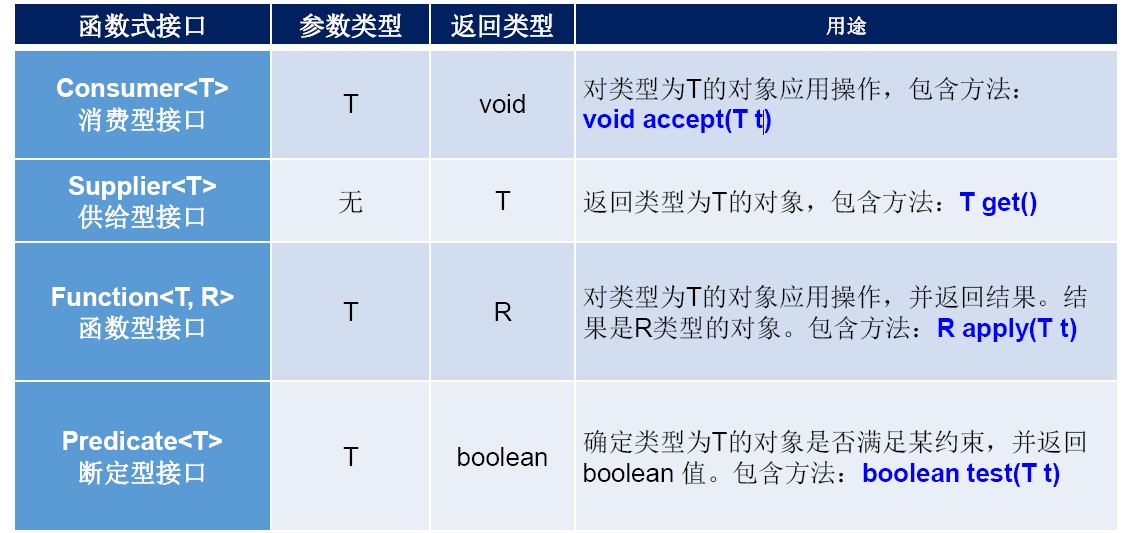 函数式接口 参数类型 返回类型 用途
Consumer<T>
消费型接口
T
void
对类型为T的对象应用操作，包含方法：
void accept(T t)
Supplier<T>
供给型接口
无
T
返回类型为T的对象，包含方法：T get()
Function<T, R>
函数型接口
T
R
对类型为T的对象应用操作，并返回结果。结
果是R类型的对象。包含方法：R apply(T t)
Predicate<T>
断定型接口
T
boolean
确定类型为T的对象是否满足某约束，并返回
boolean 值。包含方法：boolean test(T t)